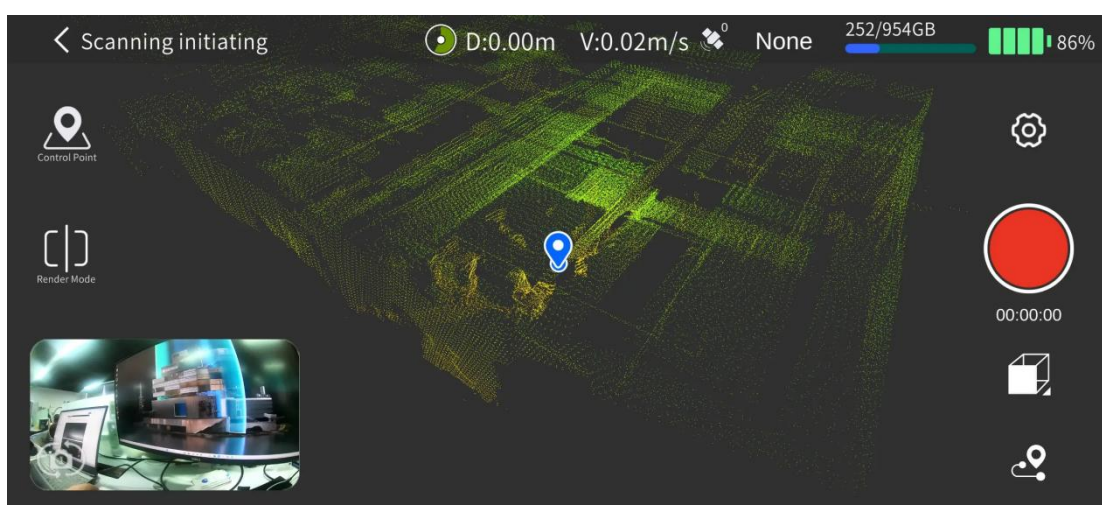 Scanning initiating
D:0.00m
V:0.02m/s
0
None
252/954GB
86%
Control Point
Render Mode
00:00:00